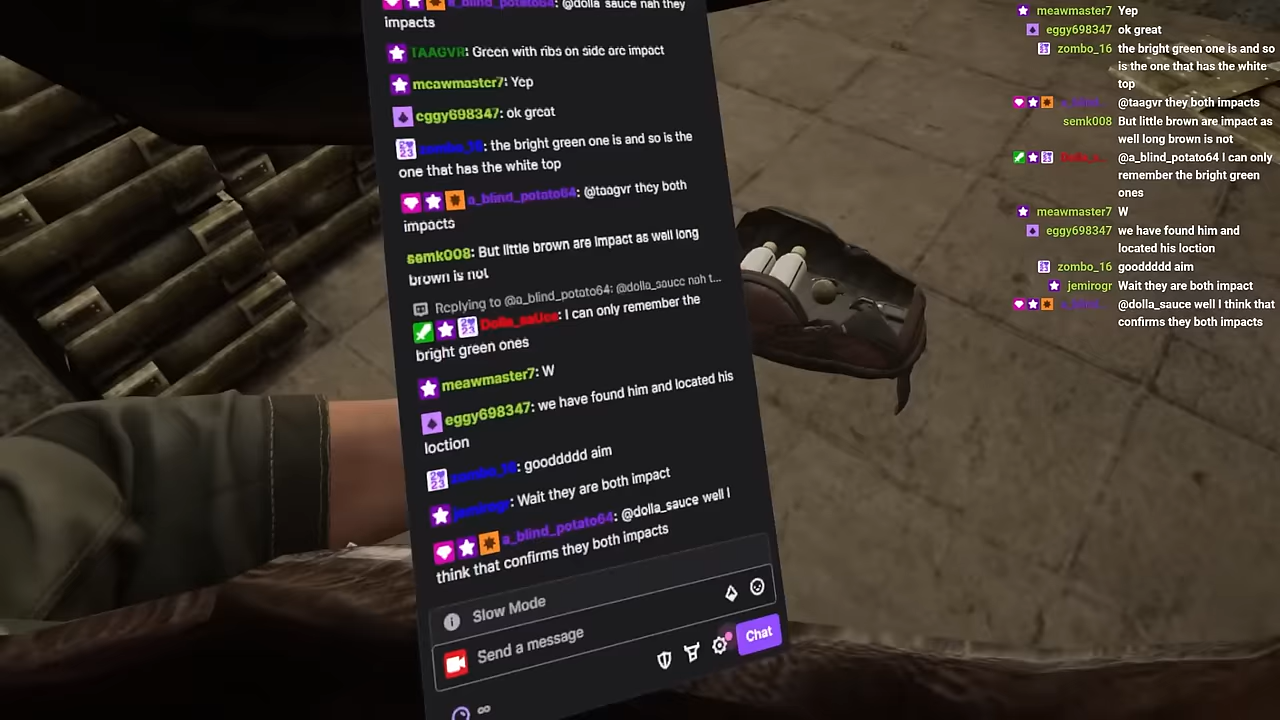 a_blind_potato64: @dolla_sauce nah they
impacts
TAAGVR: Green with ribs on side are impact
meawmaster7: Yep
eggy698347: ok great
zombo_16: the bright green one is and so is the
one that has the white top
a_blind_potato64: @taagvr they both
impacts
semk008: But little brown are impact as well long
brown is not
Replying to @a_blind_potato64: @dolla_sauce nah t...
Dolla_saUce: I can only remember the
bright green ones
meawmaster7: W
eggy698347: we have found him and located his
loction
zombo_16: gooddddd aim
jemirogr: Wait they are both impact
a_blind_potato64: @dolla_sauce well I
think that confirms they both impacts
Slow Mode
Send a message
Chat
∞
meawmaster7 Yep
eggy698347 ok great
zombo_16 the bright green one is and so
is the one that has the white
top
@taagvr they both impacts
semk008 But little brown are impact as
well long brown is not
@a_blind_potato64 I can only
remember the bright green
ones
meawmaster7 W
eggy698347 we have found him and
located his loction
zombo_16 gooddddd aim
jemirogr Wait they are both impact
@dolla_sauce well I think that
confirms they both impacts